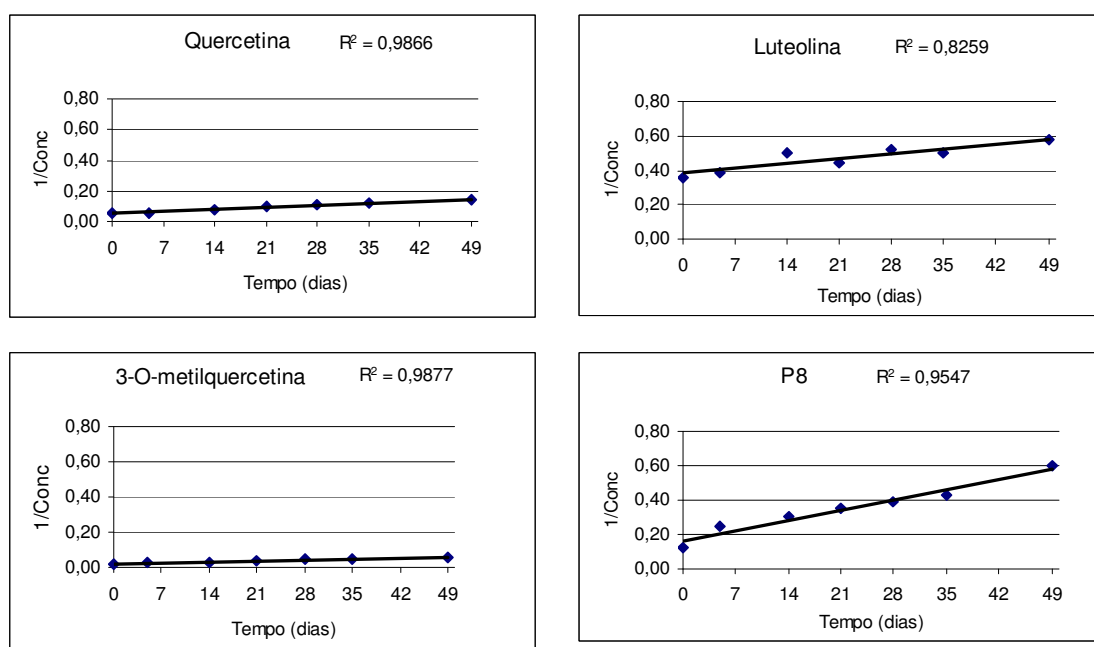 Quercetina R² = 0,9866
0,80
0,60
0,40
0,20
0,00
1/Conc
0 7 14 21 28 35 42 49
Tempo (dias)
Luteolina R² = 0,8259
0,80
0,60
0,40
0,20
0,00
1/Conc
0 7 14 21 28 35 42 49
Tempo (dias)
3-O-metilquercetina R² = 0,9877
0,80
0,60
0,40
0,20
0,00
1/Conc
0 7 14 21 28 35 42 49
Tempo (dias)
P8 R² = 0,9547
0,80
0,60
0,40
0,20
0,00
1/Conc
0 7 14 21 28 35 42 49
Tempo (dias)